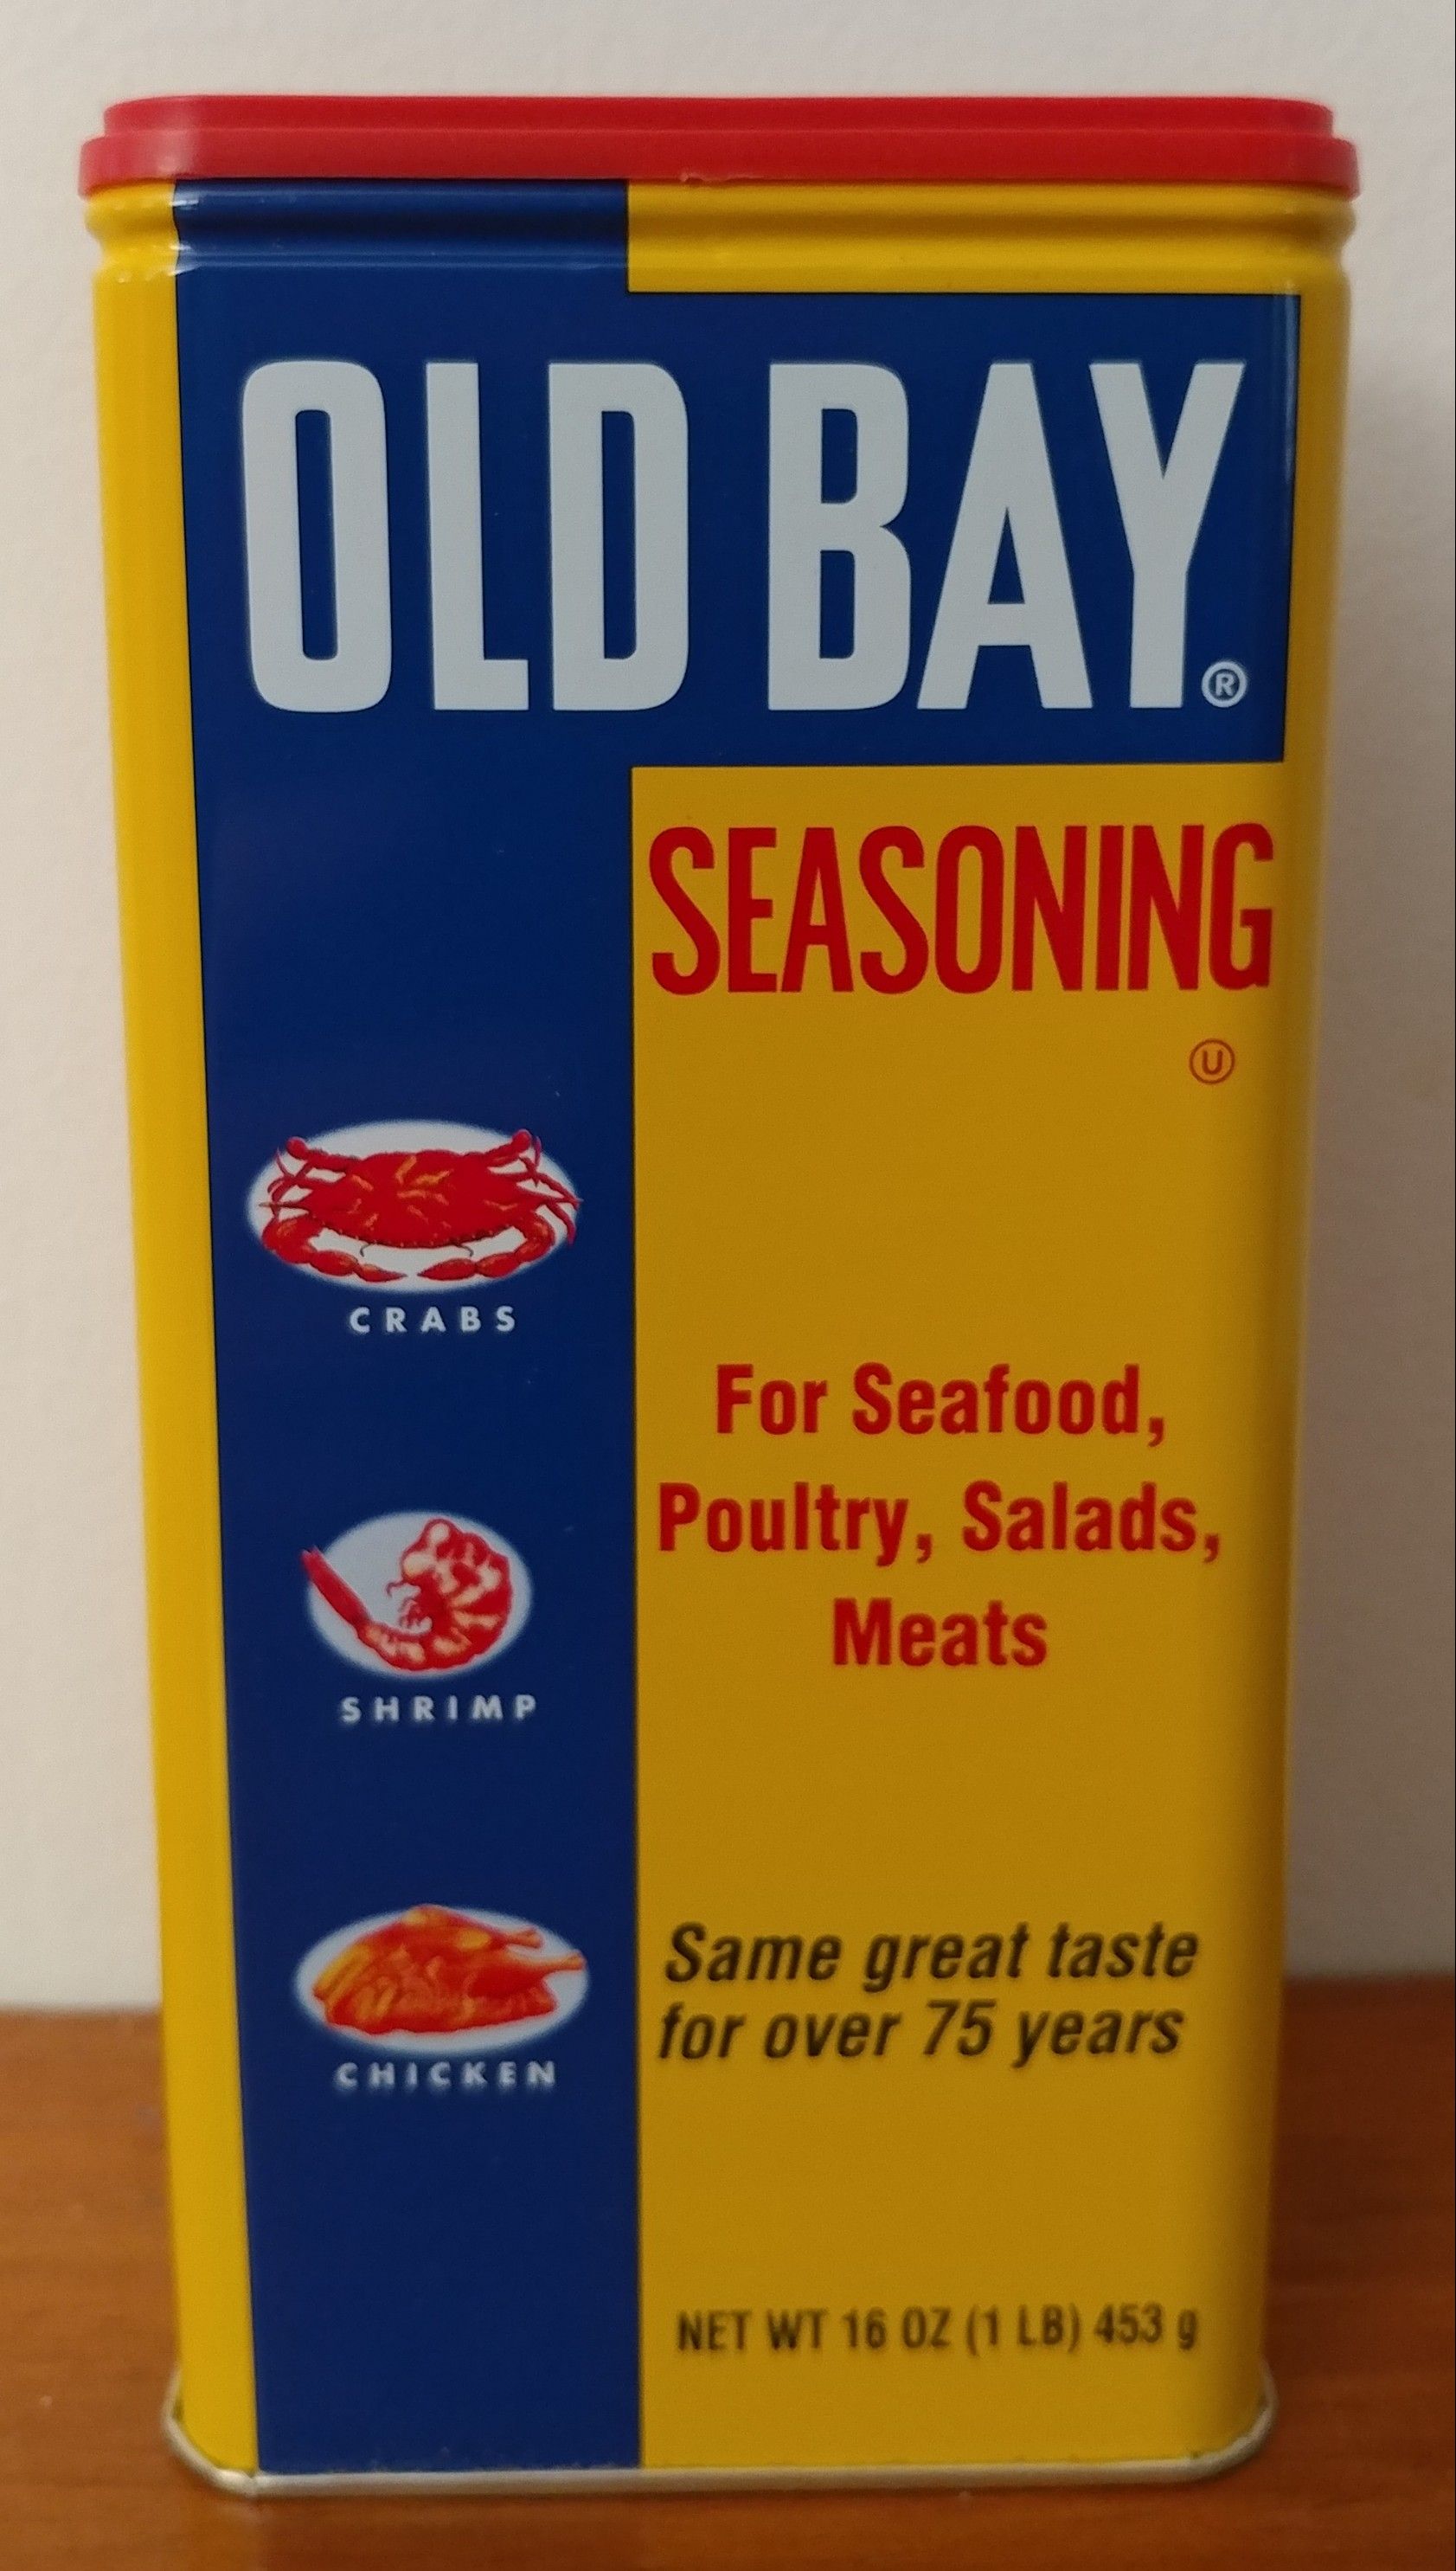 OLD BAY®
SEASONING
Ⓤ
CRABS
For Seafood,
Poultry, Salads,
Meats
SHRIMP
CHICKEN
Same great taste
for over 75 years
NET WT 16 OZ (1 LB) 453 g